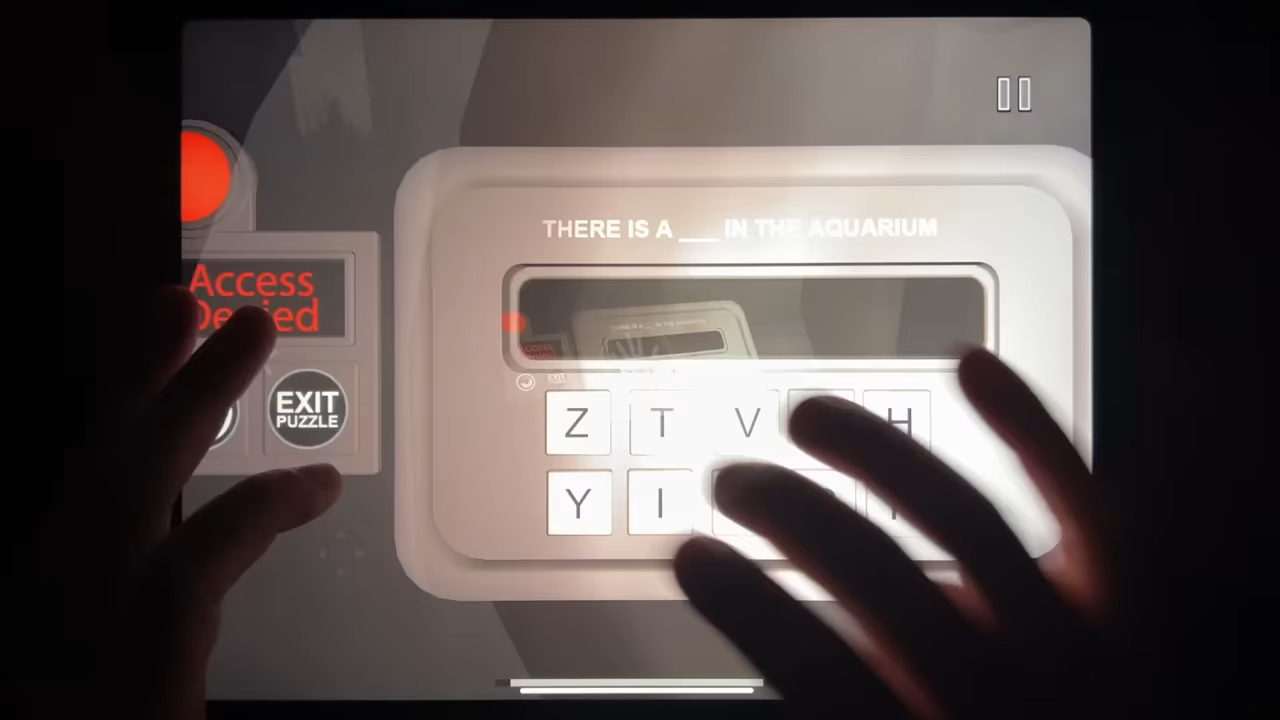 THERE IS A ___ IN THE AQUARIUM
Access
Denied
EXIT
PUZZLE
Z T V H
Y I